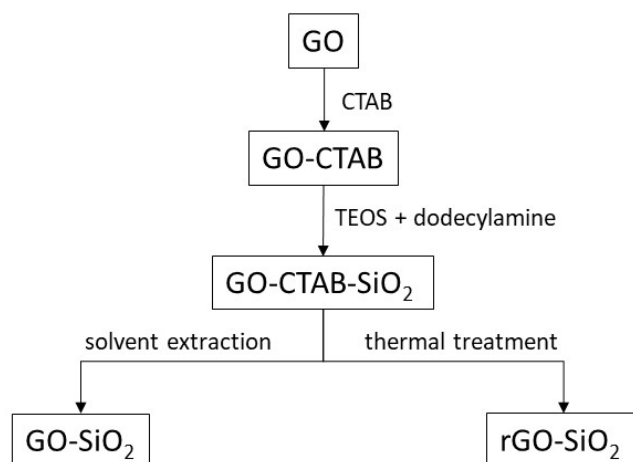 GO
CTAB
GO-CTAB
TEOS + dodecylamine
GO-CTAB-SiO₂
solvent extraction
thermal treatment
GO-SiO₂
rGO-SiO₂